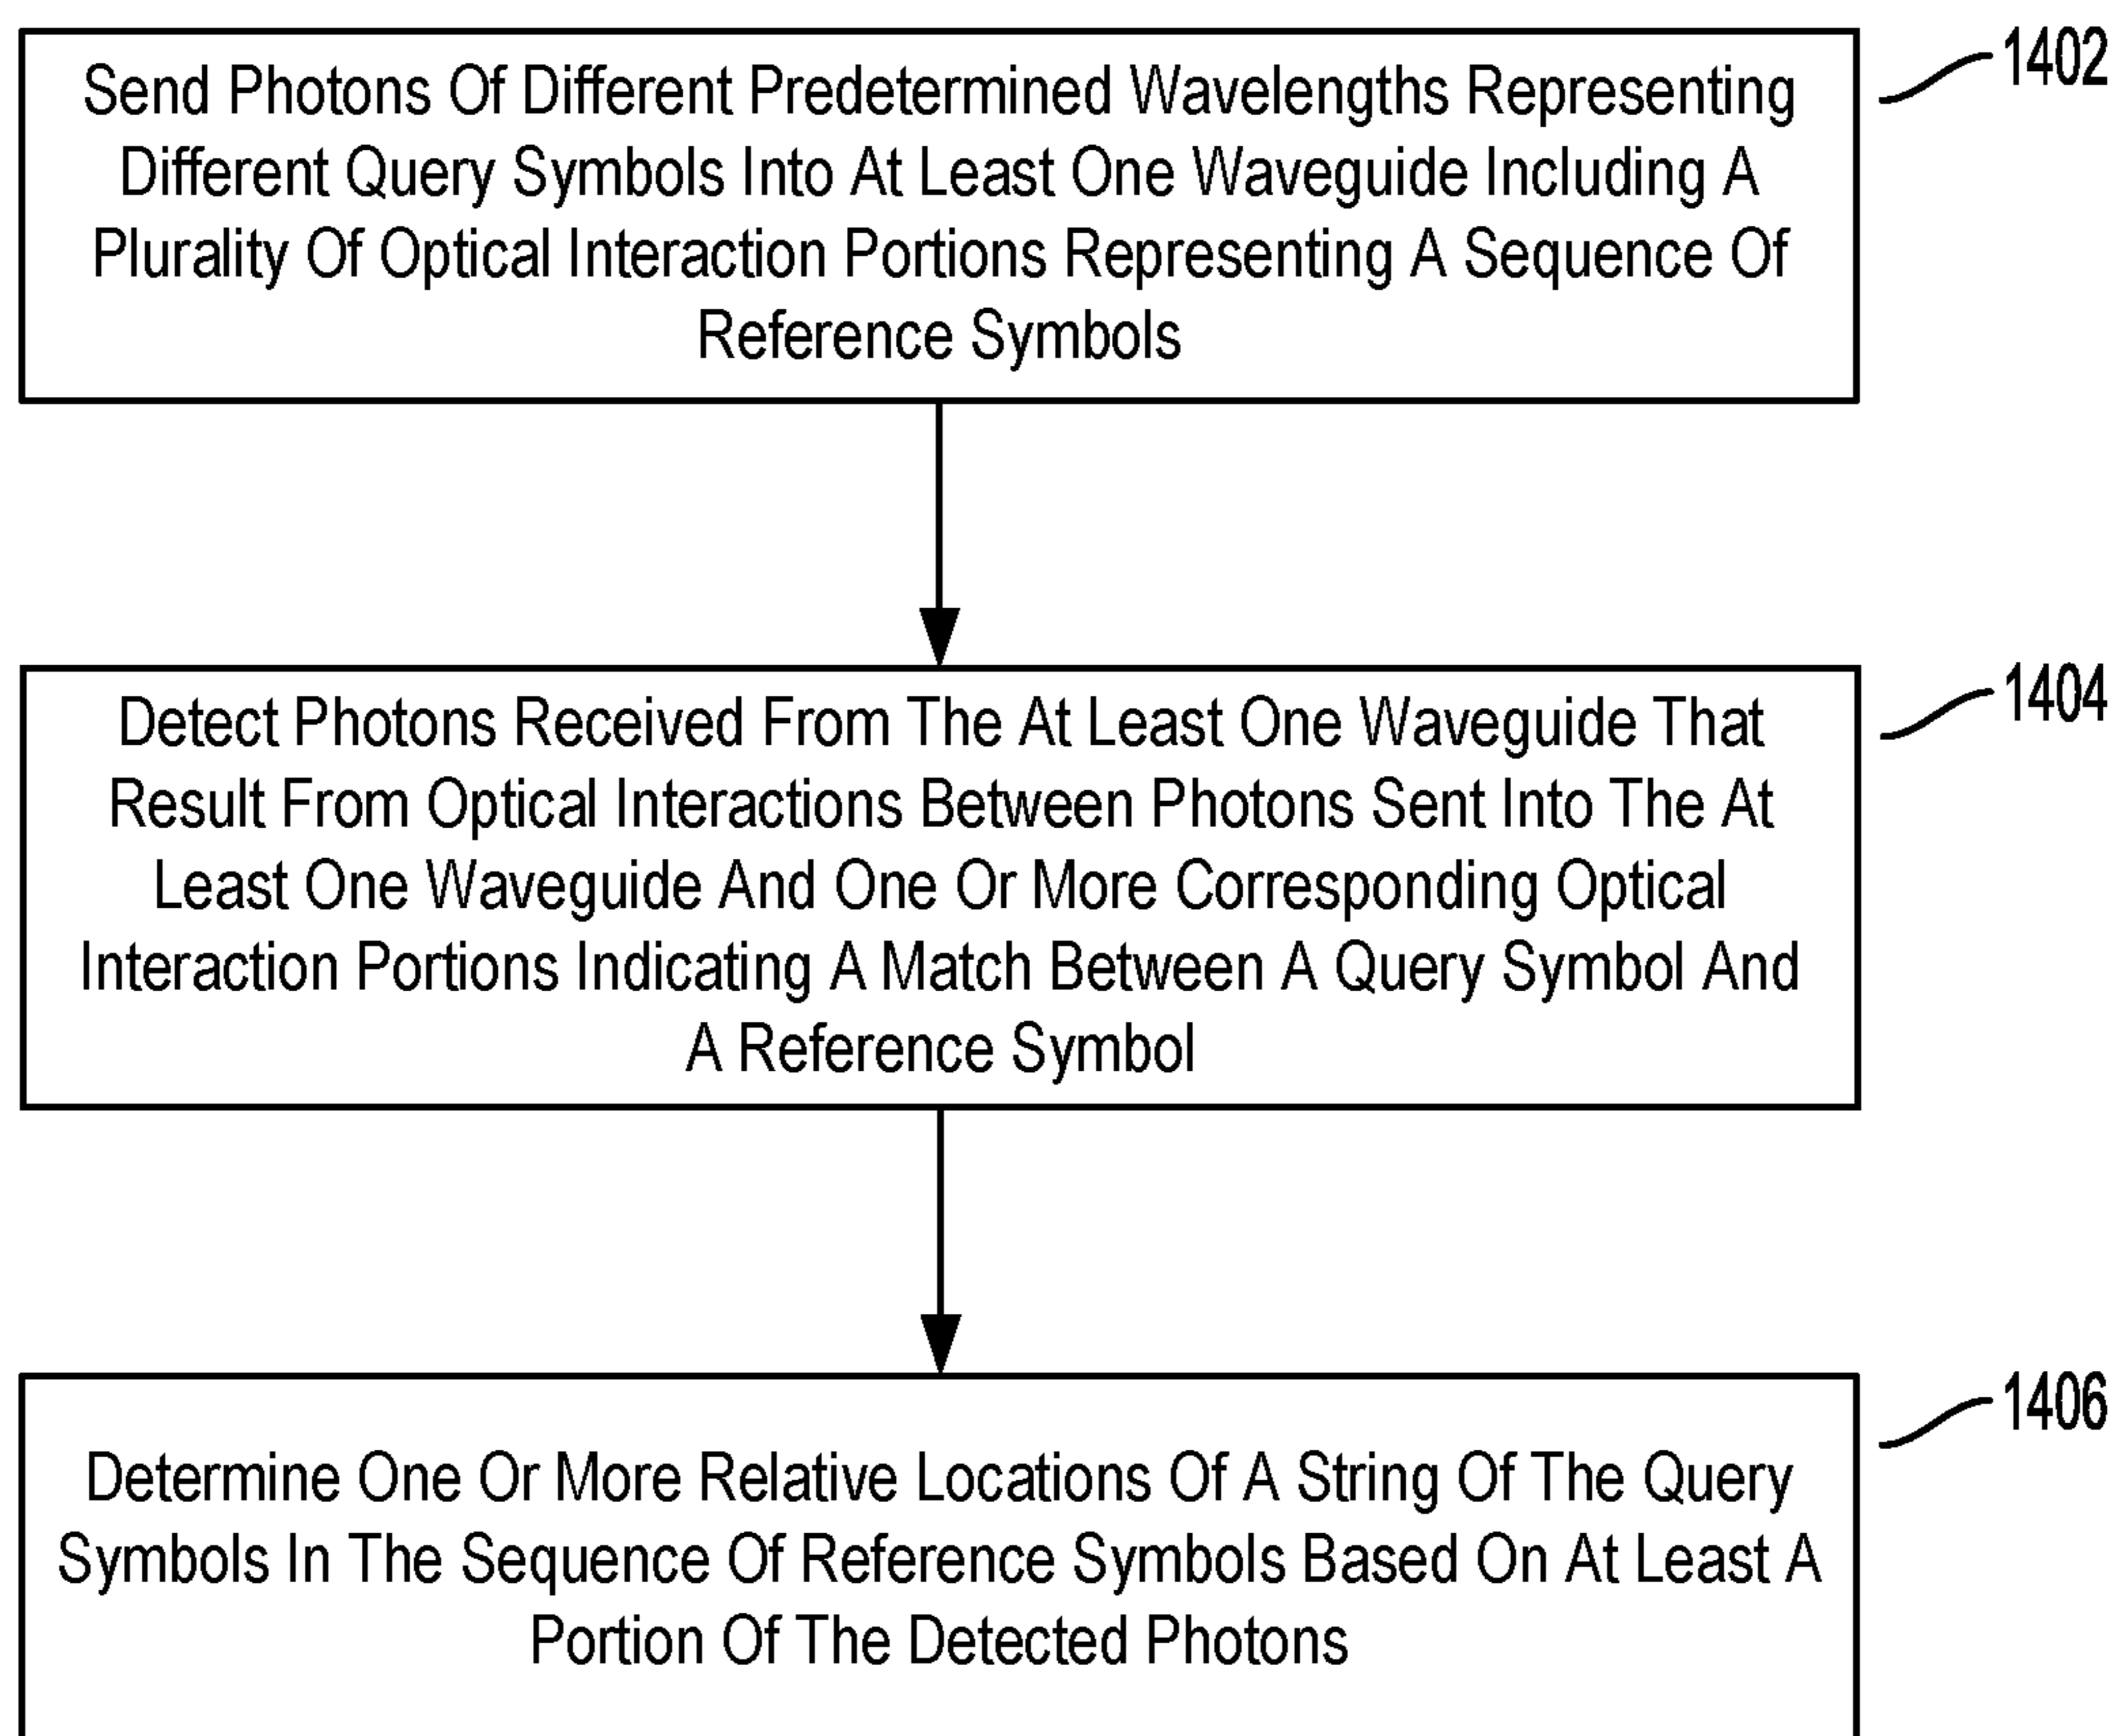 1402
Send Photons Of Different Predetermined Wavelengths Representing
Different Query Symbols Into At Least One Waveguide Including A
Plurality Of Optical Interaction Portions Representing A Sequence Of
Reference Symbols
1404
Detect Photons Received From The At Least One Waveguide That
Result From Optical Interactions Between Photons Sent Into The At
Least One Waveguide And One Or More Corresponding Optical
Interaction Portions Indicating A Match Between A Query Symbol And
A Reference Symbol
1406
Determine One Or More Relative Locations Of A String Of The Query
Symbols In The Sequence Of Reference Symbols Based On At Least A
Portion Of The Detected Photons